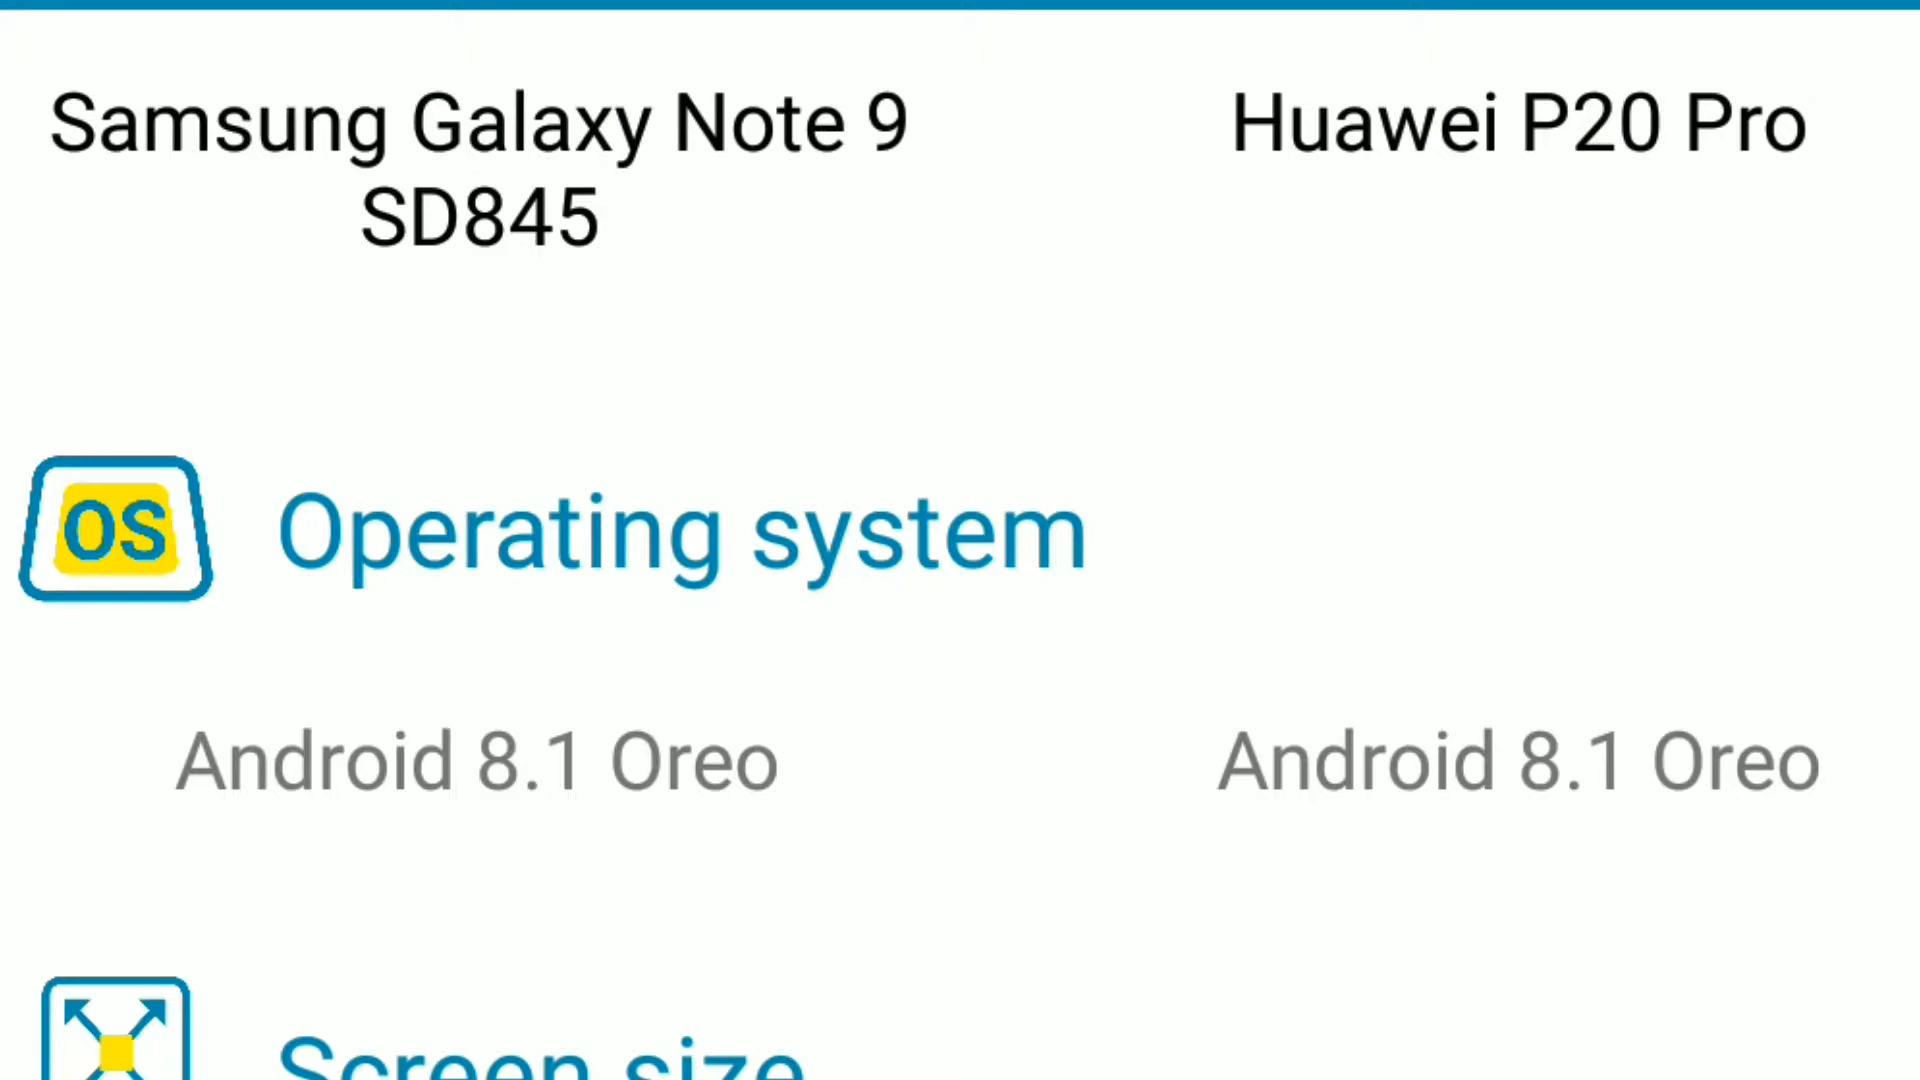 Samsung Galaxy Note 9
SD845
Huawei P20 Pro
OS
Operating system
Android 8.1 Oreo
Android 8.1 Oreo
Screen size